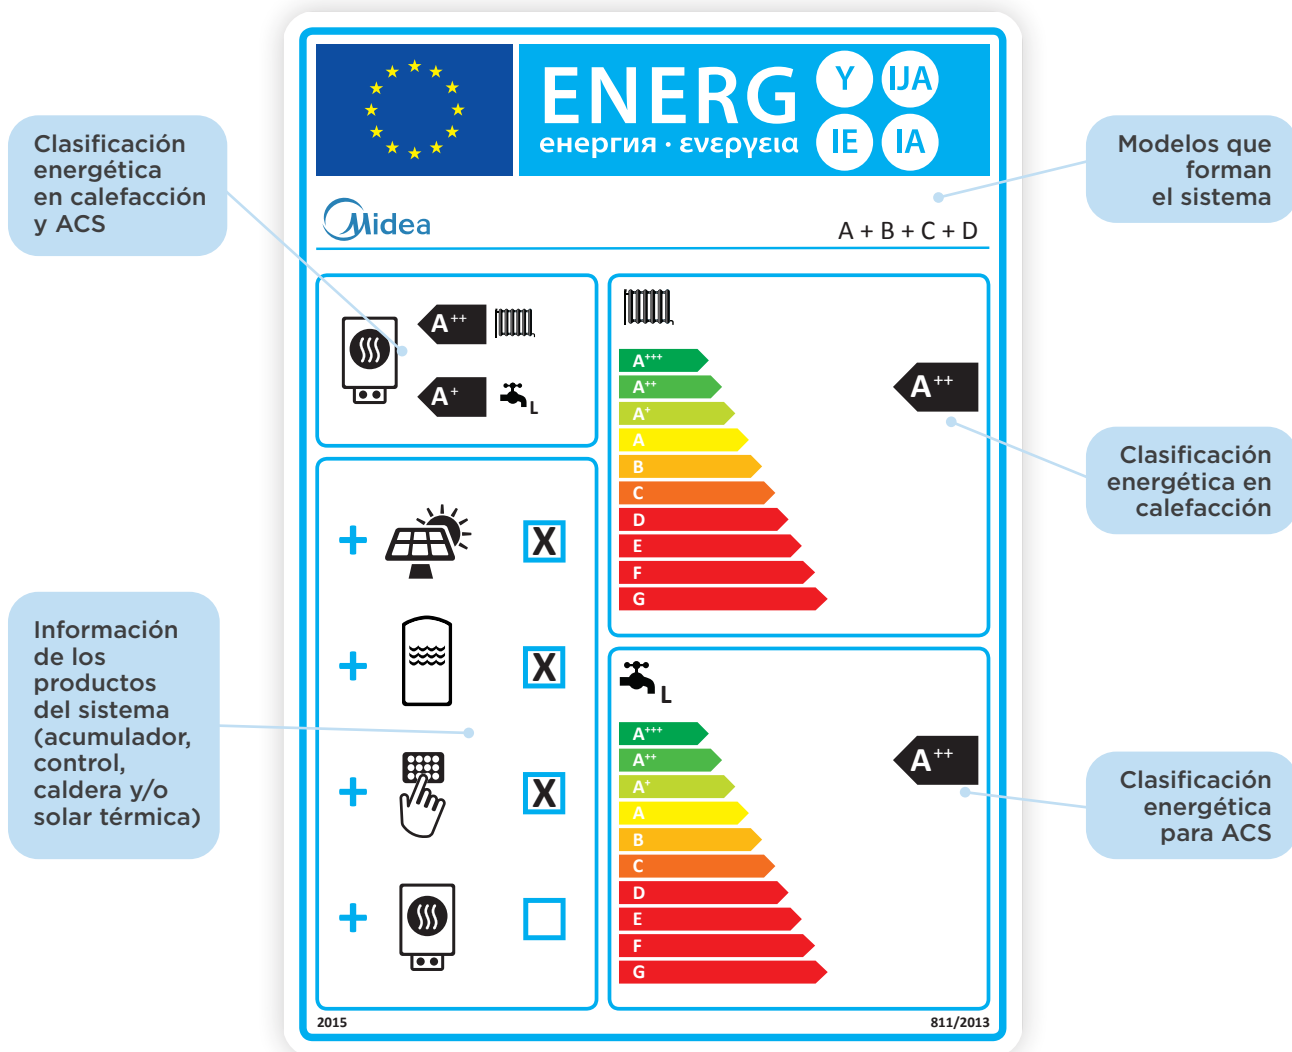 ENERG
енергия · ενεργεια
Y
IJA
IE
IA
Clasificación
energética
en calefacción
y ACS
Modelos que
forman
el sistema
Midea
A + B + C + D
A++
A+
L
A+++
A++
A+
A
B
C
D
E
F
G
A++
Clasificación
energética en
calefacción
X
X
X
Información
de los
productos
del sistema
(acumulador,
control,
caldera y/o
solar térmica)
L
A+++
A++
A+
A
B
C
D
E
F
G
A++
Clasificación
energética
para ACS
2015
811/2013